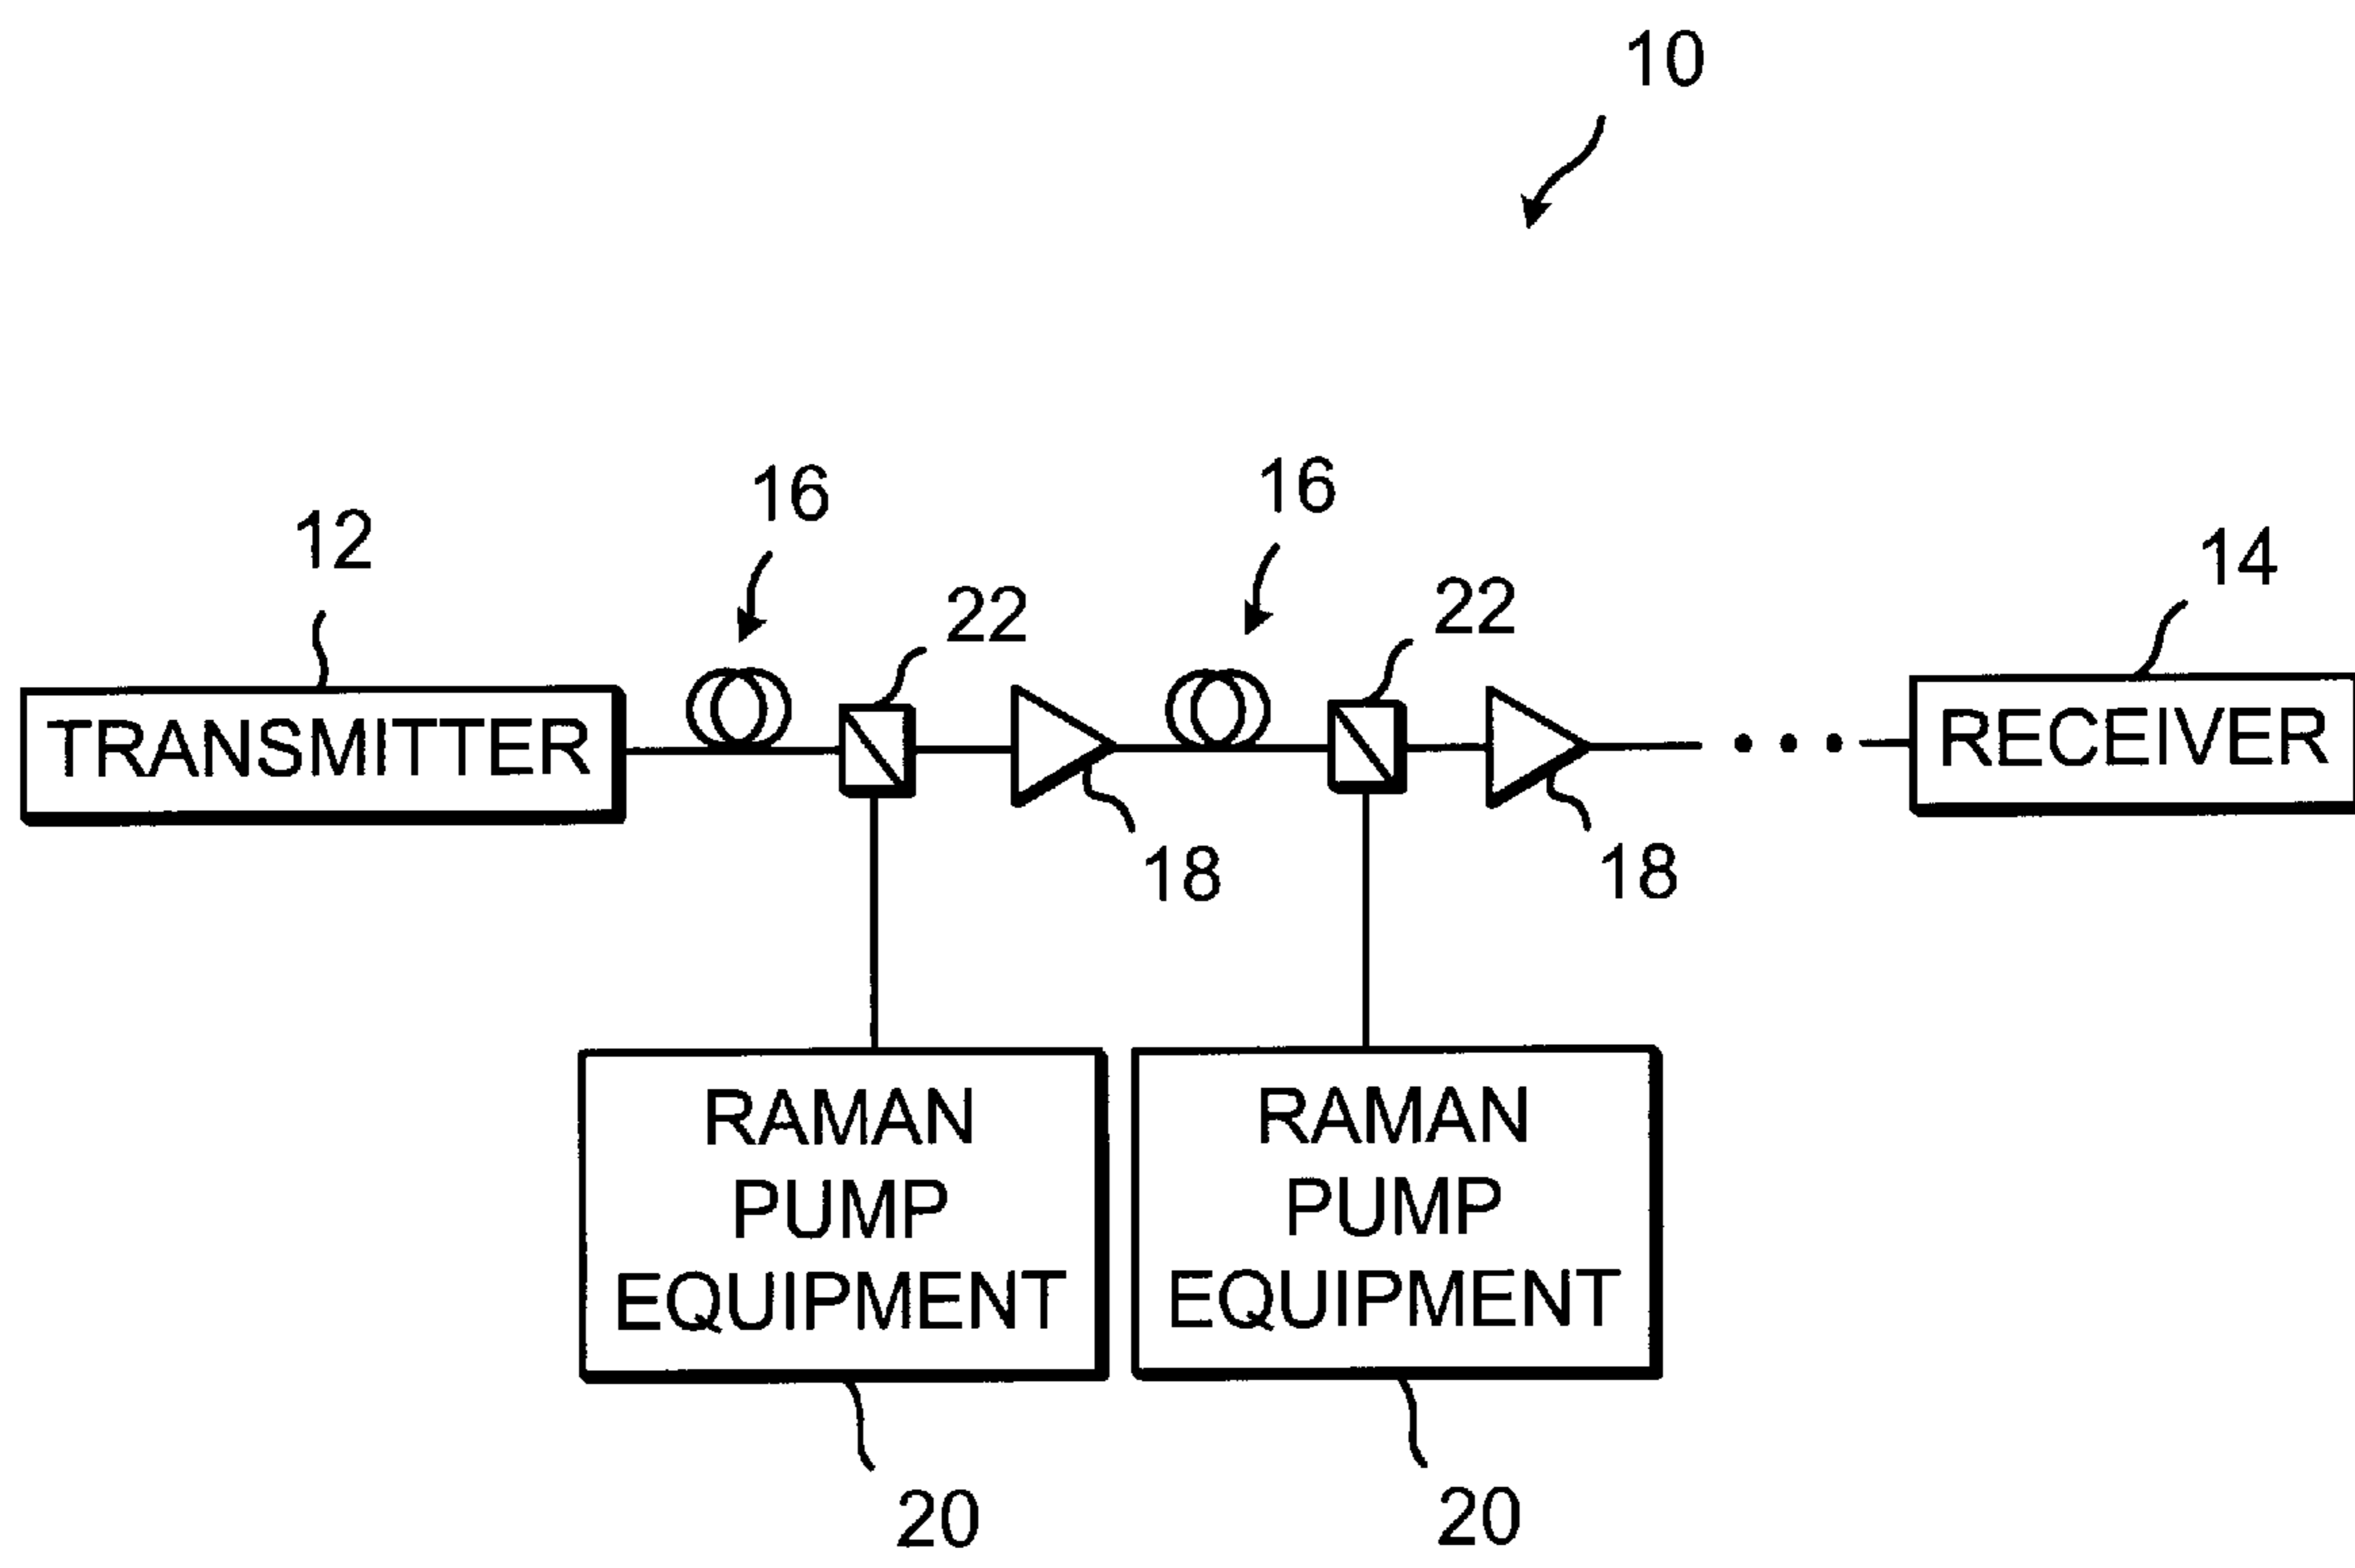 10
16
16
12
14
22
22
TRANSMITTER
RECEIVER
18
18
RAMAN
PUMP
EQUIPMENT
RAMAN
PUMP
EQUIPMENT
20
20